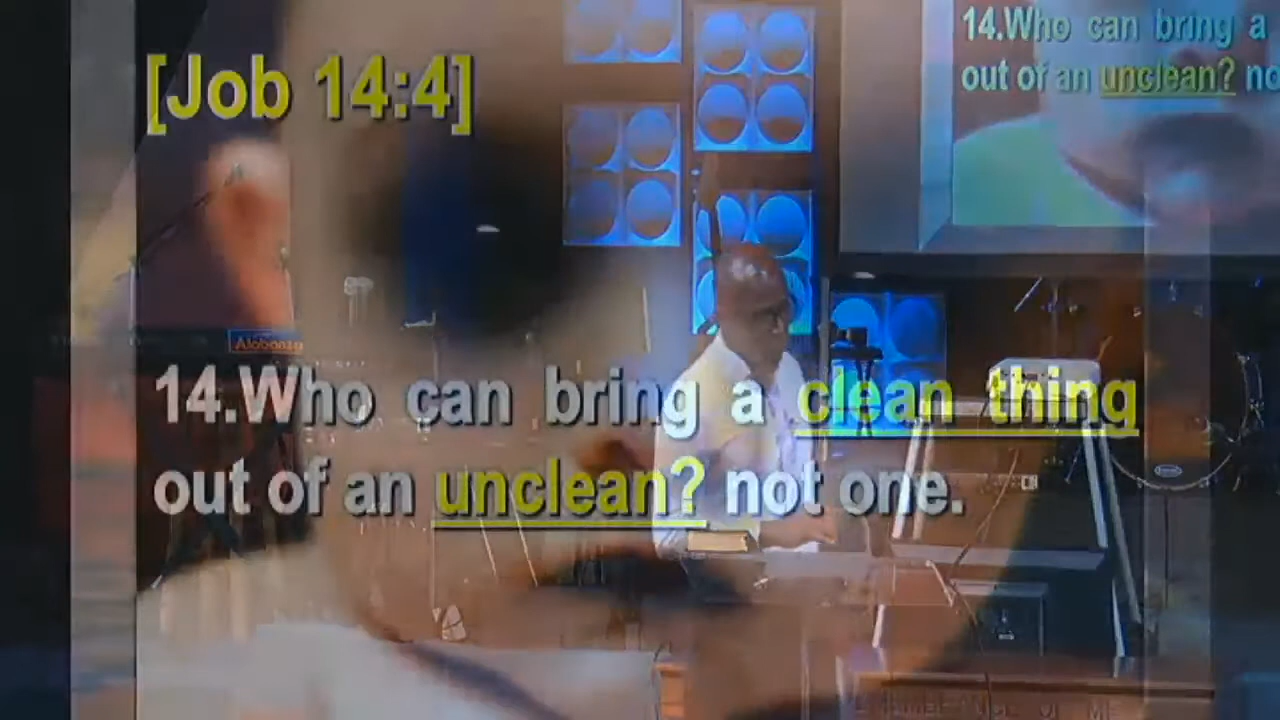 [Job 14:4]
14.Who can bring a clean thing
out of an unclean? not one.
14.Who can bring a
out of an unclean? no
Alabanza